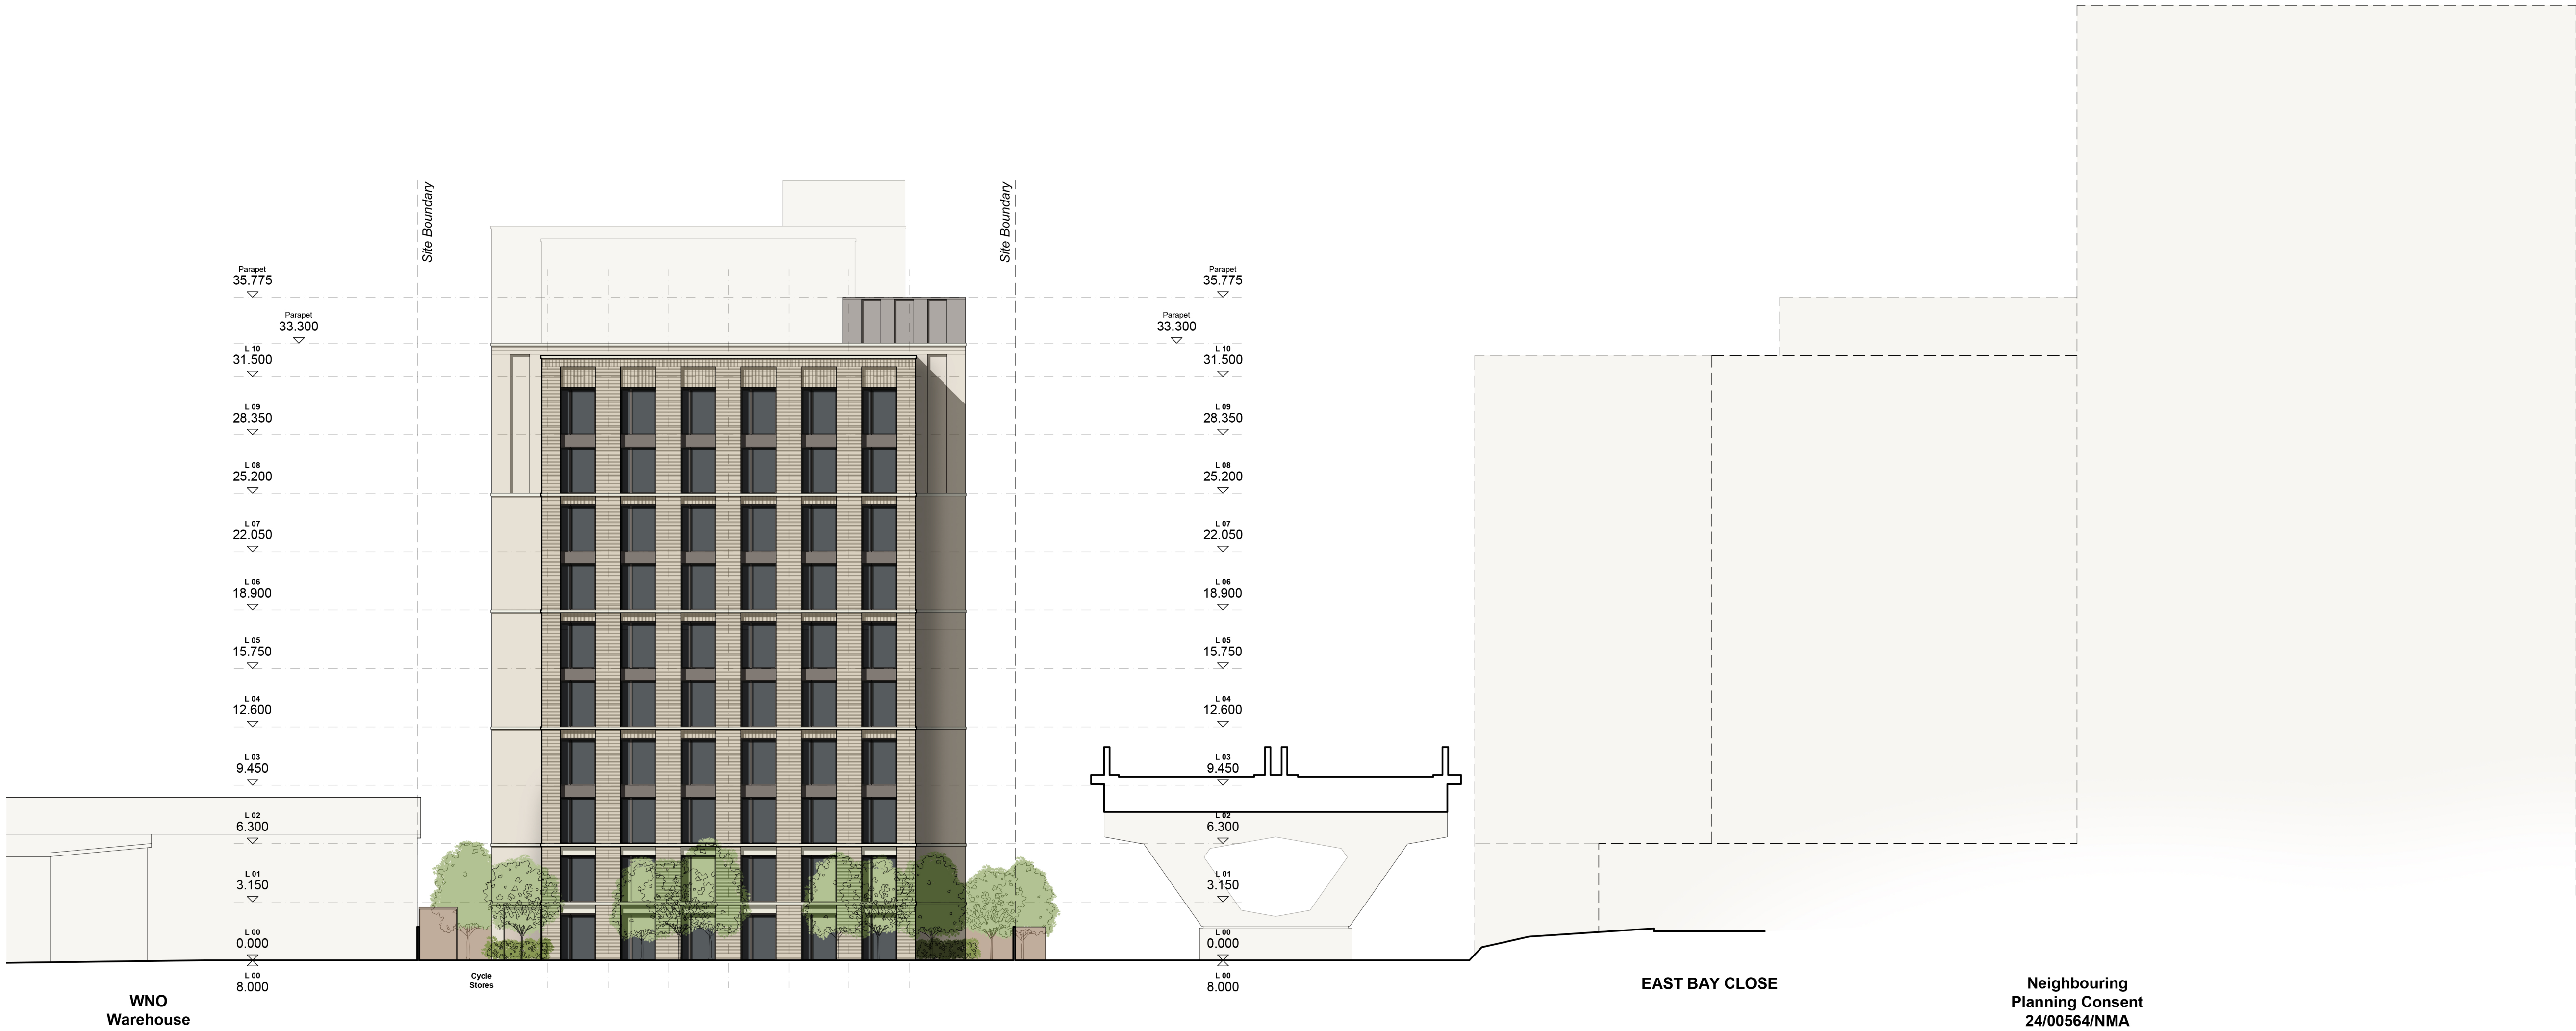 Site Boundary
Site Boundary
Parapet
35.775
Parapet
33.300
L 10
31.500
L 09
28.350
L 08
25.200
L 07
22.050
L 06
18.900
L 05
15.750
L 04
12.600
L 03
9.450
L 02
6.300
L 01
3.150
L 00
0.000
L 00
8.000
Parapet
35.775
Parapet
33.300
L 10
31.500
L 09
28.350
L 08
25.200
L 07
22.050
L 06
18.900
L 05
15.750
L 04
12.600
L 03
9.450
L 02
6.300
L 01
3.150
L 00
0.000
L 00
8.000
WNO
Warehouse
Cycle
Stores
EAST BAY CLOSE
Neighbouring
Planning Consent
24/00564/NMA